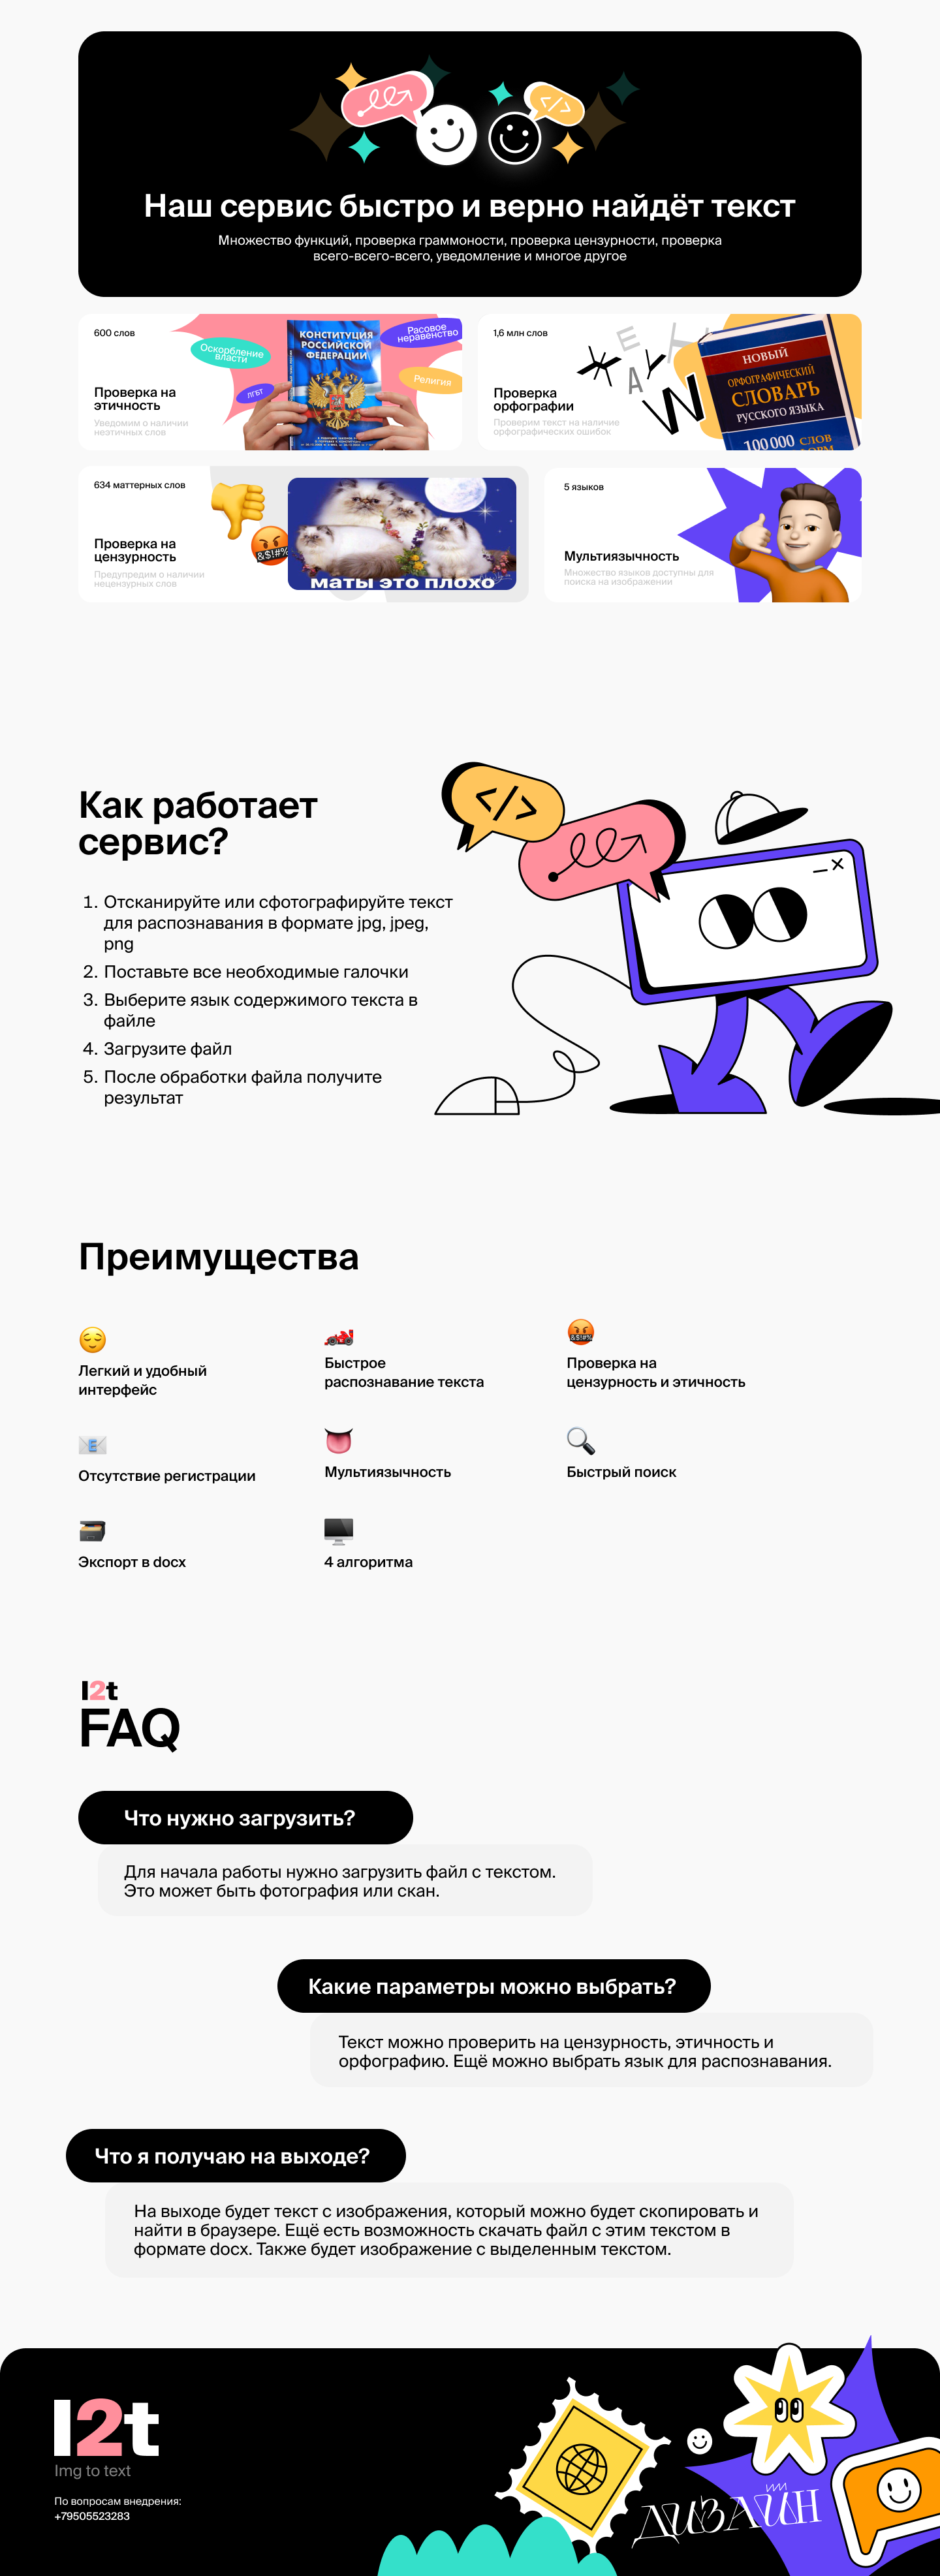 Наш сервис быстро и верно найдёт текст
Множество функций, проверка граммоности, проверка цензурности, проверка
всего-всего-всего, уведомление и многое другое
600 слов
Проверка на
этичность
Уведомим о наличии
неэтичных слов
Оскорбление
власти
ЛГБТ
КОНСТИТУЦИЯ
РОССИЙСКОЙ
ФЕДЕРАЦИИ
Расовое
неравенство
Религия
1,6 млн слов
Проверка
орфографии
Проверим текст на наличие
орфографических ошибок
НОВЫЙ
ОРФОГРАФИЧЕСКИЙ
СЛОВАРЬ
РУССКОГО ЯЗЫКА
100 000 СЛОВ
634 маттерных слов
Проверка на
цензурность
Предупредим о наличии
нецензурных слов
&$!#%
маты это плохо
5 языков
Мультиязычность
Множество языков доступны для
поиска на изображении
Как работает
сервис?
</>
1. Отсканируйте или сфотографируйте текст
для распознавания в формате jpg, jpeg,
png
2. Поставьте все необходимые галочки
3. Выберите язык содержимого текста в
файле
4. Загрузите файл
5. После обработки файла получите
результат
Преимущества
Легкий и удобный
интерфейс
Быстрое
распознавание текста
Проверка на
цензурность и этичность
Отсутствие регистрации
Мультиязычность
Быстрый поиск
Экспорт в docx
4 алгоритма
I2t
FAQ
Что нужно загрузить?
Для начала работы нужно загрузить файл с текстом.
Это может быть фотография или скан.
Какие параметры можно выбрать?
Текст можно проверить на цензурность, этичность и
орфографию. Ещё можно выбрать язык для распознавания.
Что я получаю на выходе?
На выходе будет текст с изображения, который можно будет скопировать и
найти в браузере. Ещё есть возможность скачать файл с этим текстом в
формате docx. Также будет изображение с выделенным текстом.
I2t
Img to text
По вопросам внедрения:
+79505523283
ДИЗАЙН